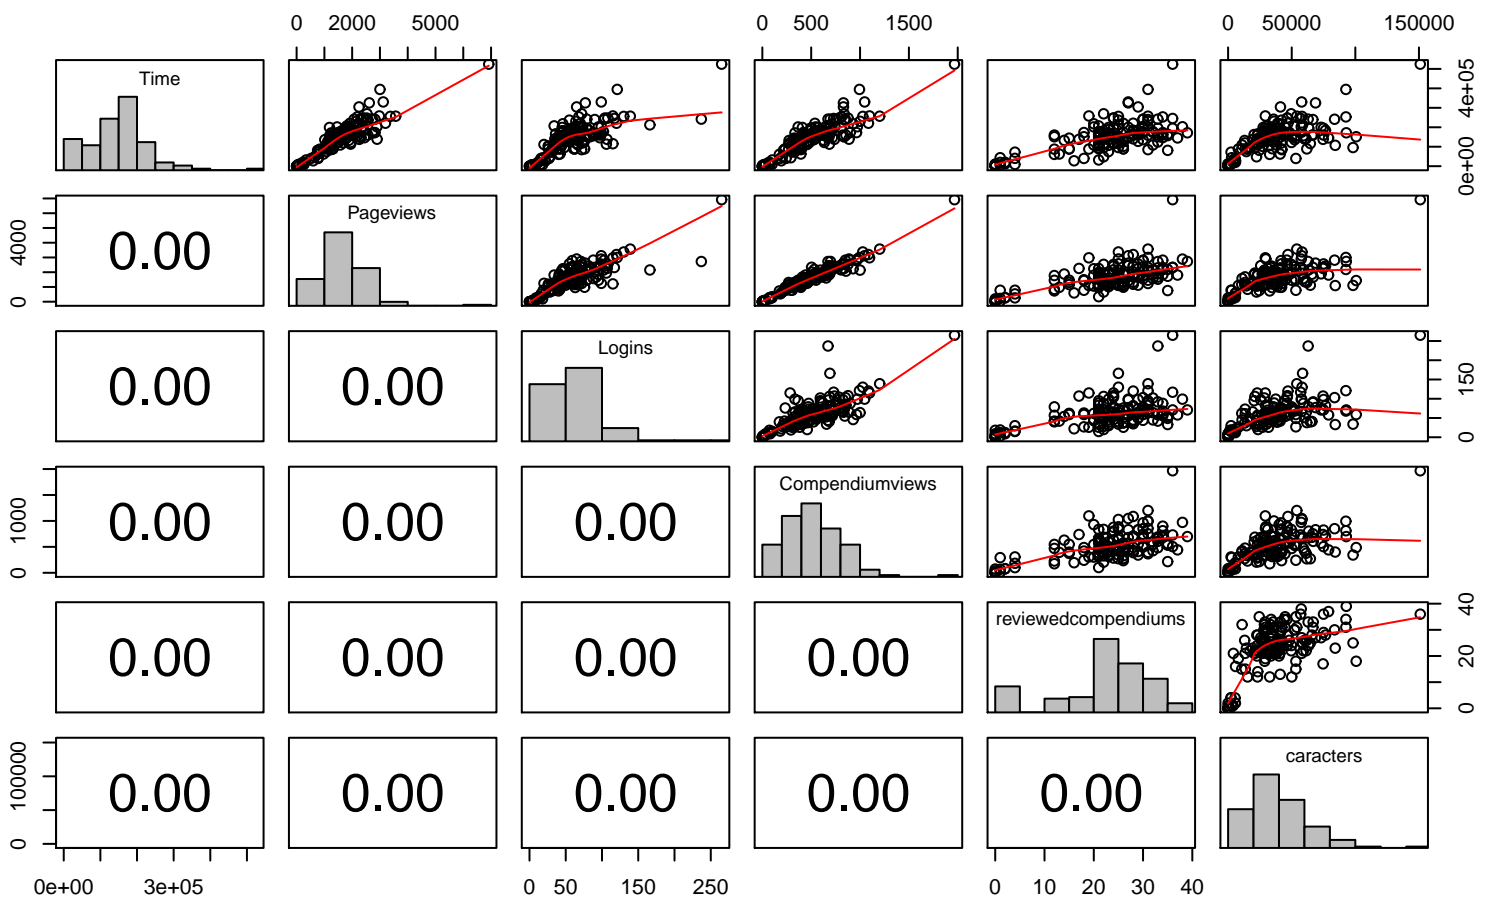 0 2000 5000 0 500 1500 0 50000 150000
Time
0e+00 4e+05
0.00 Pageviews
0 4000
0.00 0.00 Logins
0 150
0.00 0.00 0.00 Compendiumviews
0 1000
0.00 0.00 0.00 0.00 reviewedcompendiums
0 20 40
0.00 0.00 0.00 0.00 0.00 caracters
0 100000
0e+00 3e+05 0 50 150 250 0 10 20 30 40